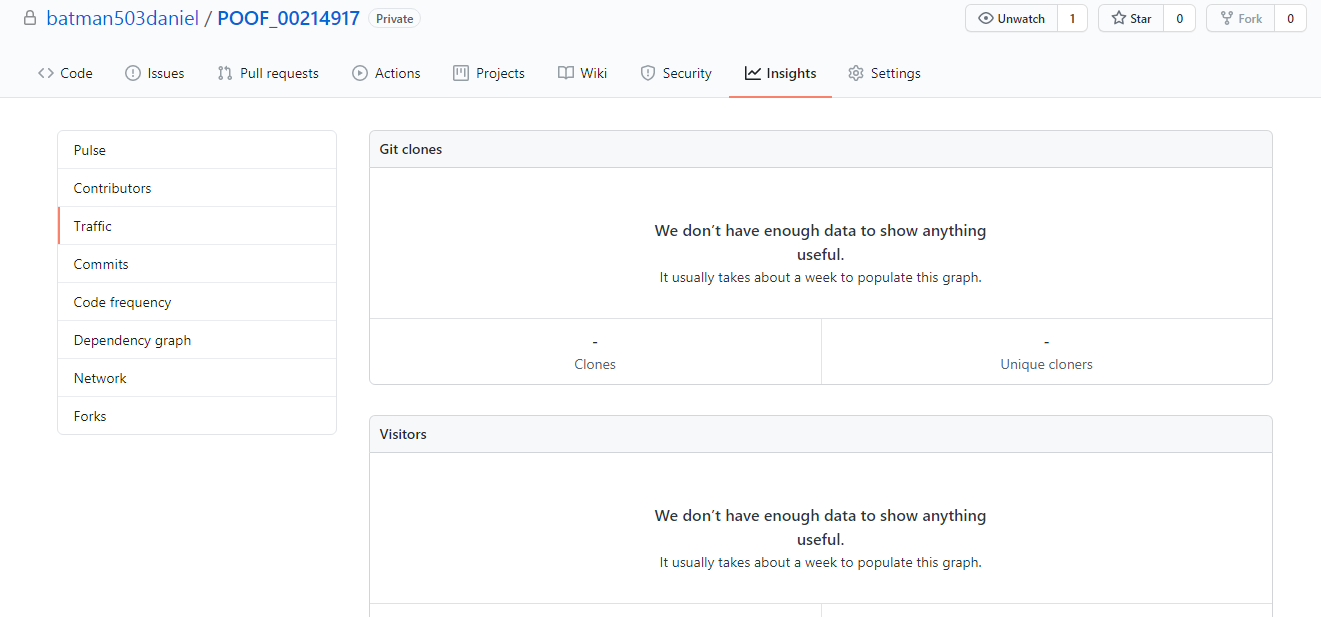 batman503daniel / POOF_00214917 Private Unwatch 1 Star 0 Fork 0
<> Code Issues Pull requests Actions Projects Wiki Security Insights Settings
Pulse
Contributors
Traffic
Commits
Code frequency
Dependency graph
Network
Forks
Git clones
We don't have enough data to show anything
useful.
It usually takes about a week to populate this graph.
-
Clones
-
Unique cloners
Visitors
We don't have enough data to show anything
useful.
It usually takes about a week to populate this graph.